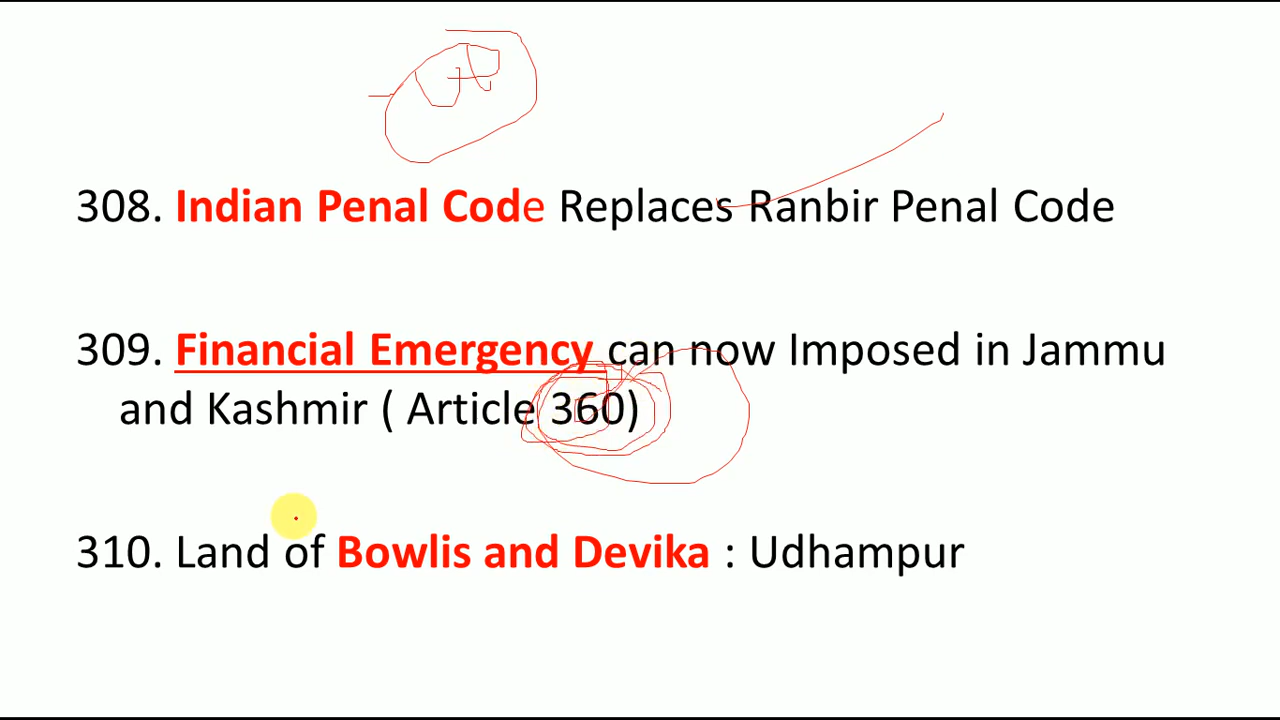 308. Indian Penal Code Replaces Ranbir Penal Code
309. Financial Emergency can now Imposed in Jammu
and Kashmir ( Article 360)
310. Land of Bowlis and Devika : Udhampur